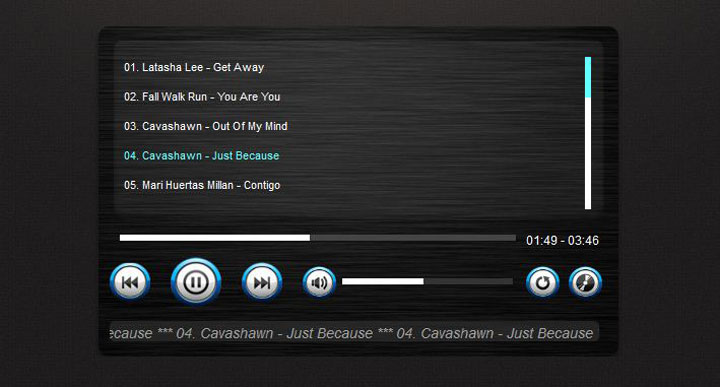 01. Latasha Lee - Get Away
02. Fall Walk Run - You Are You
03. Cavashawn - Out Of My Mind
04. Cavashawn - Just Because
05. Mari Huertas Millan - Contigo
01:49 - 03:46
ecause *** 04. Cavashawn - Just Because *** 04. Cavashawn - Just Because